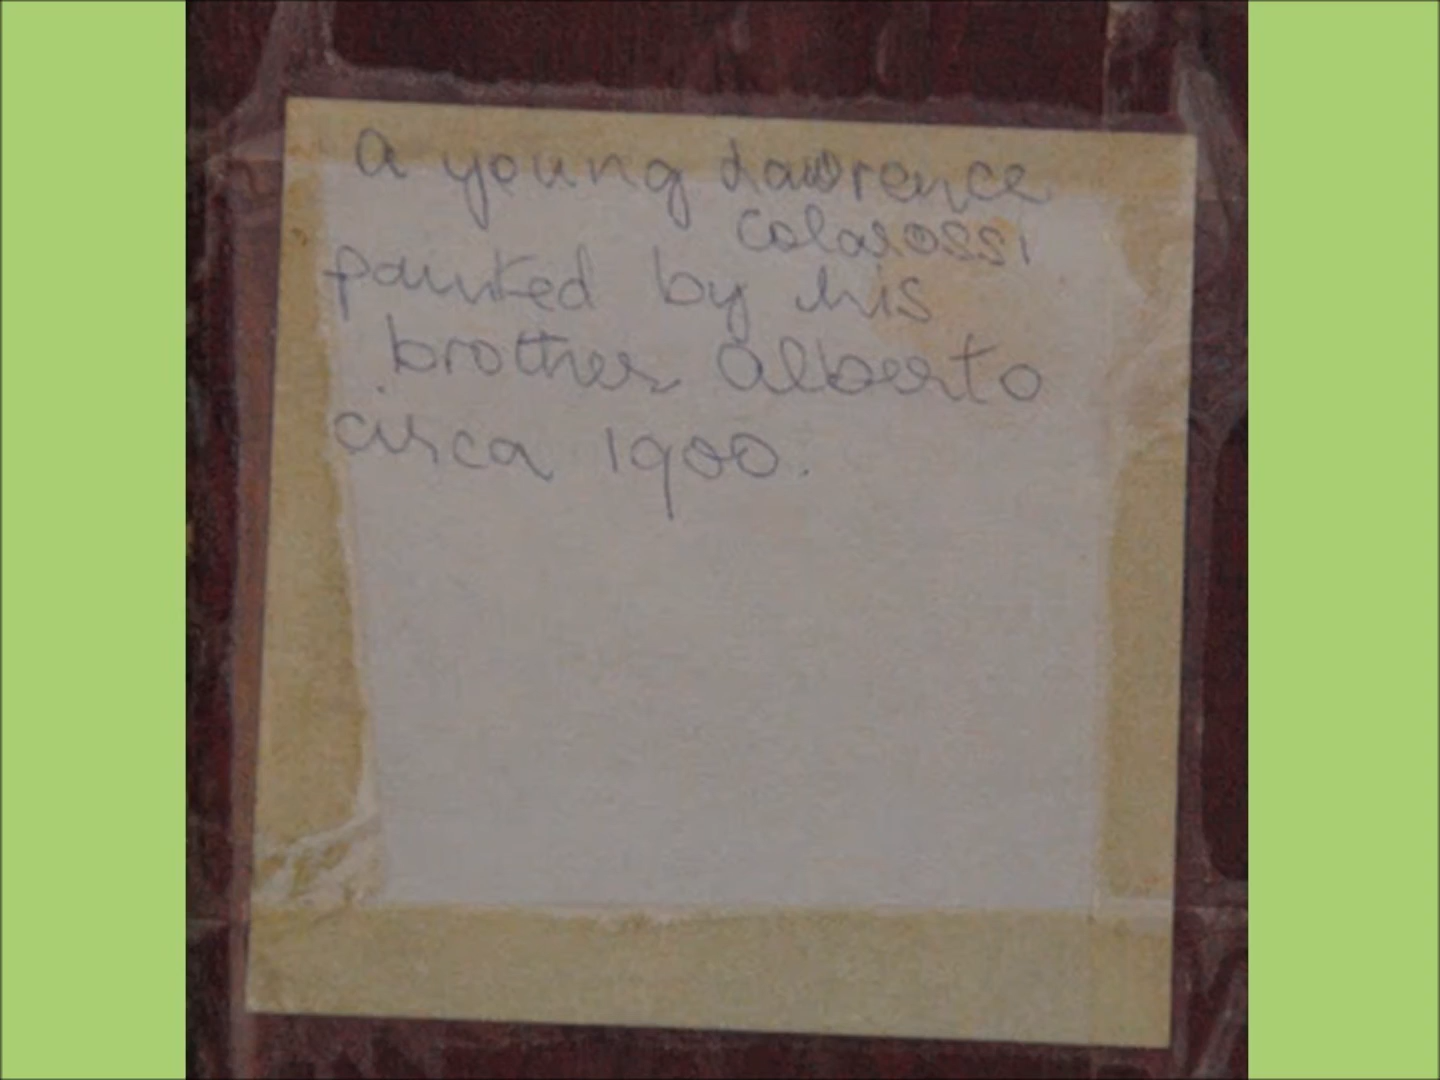 A young Lawrence
Colarossi
painted by his
brother Alberto
circa 1900.